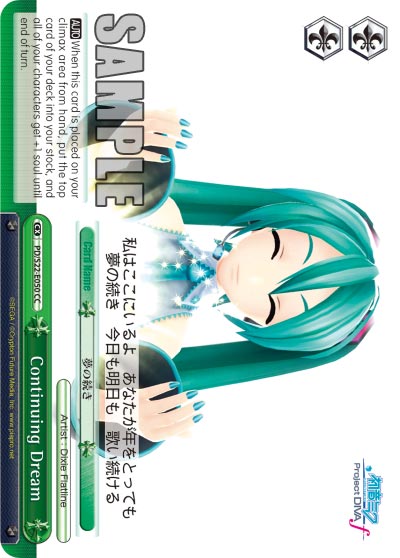 SAMPLE
初音ミク
Project DIVA f
私はここにいるよ　あなたが年をとっても
夢の続き　今日も明日も　歌い続ける
AUTO When this card is placed on your
climax area from hand, put the top
card of your deck into your stock, and
all of your characters get +1 soul until
end of turn.
Card Name
夢の続き
Artist : Dixie Flatline
CX
PD/S22-E050 CC
Continuing Dream
©SEGA / ©Crypton Future Media, Inc. www.piapro.net